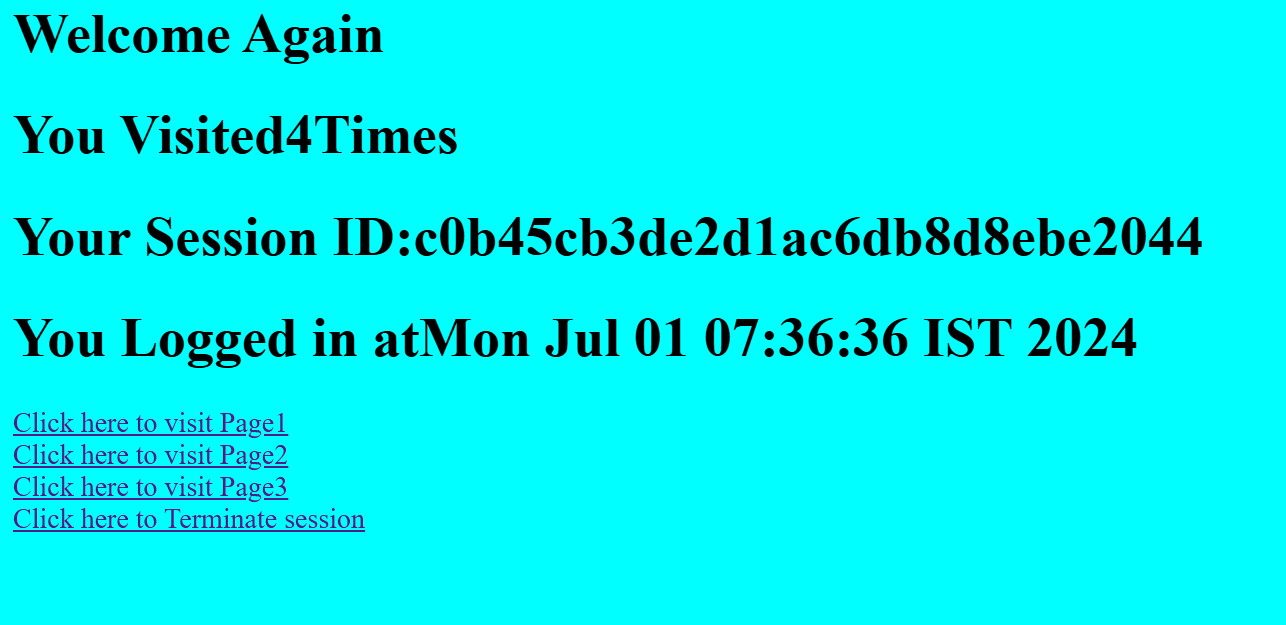 Welcome Again
You Visited4Times
Your Session ID:c0b45cb3de2d1ac6db8d8ebe2044
You Logged in atMon Jul 01 07:36:36 IST 2024
Click here to visit Page1
Click here to visit Page2
Click here to visit Page3
Click here to Terminate session